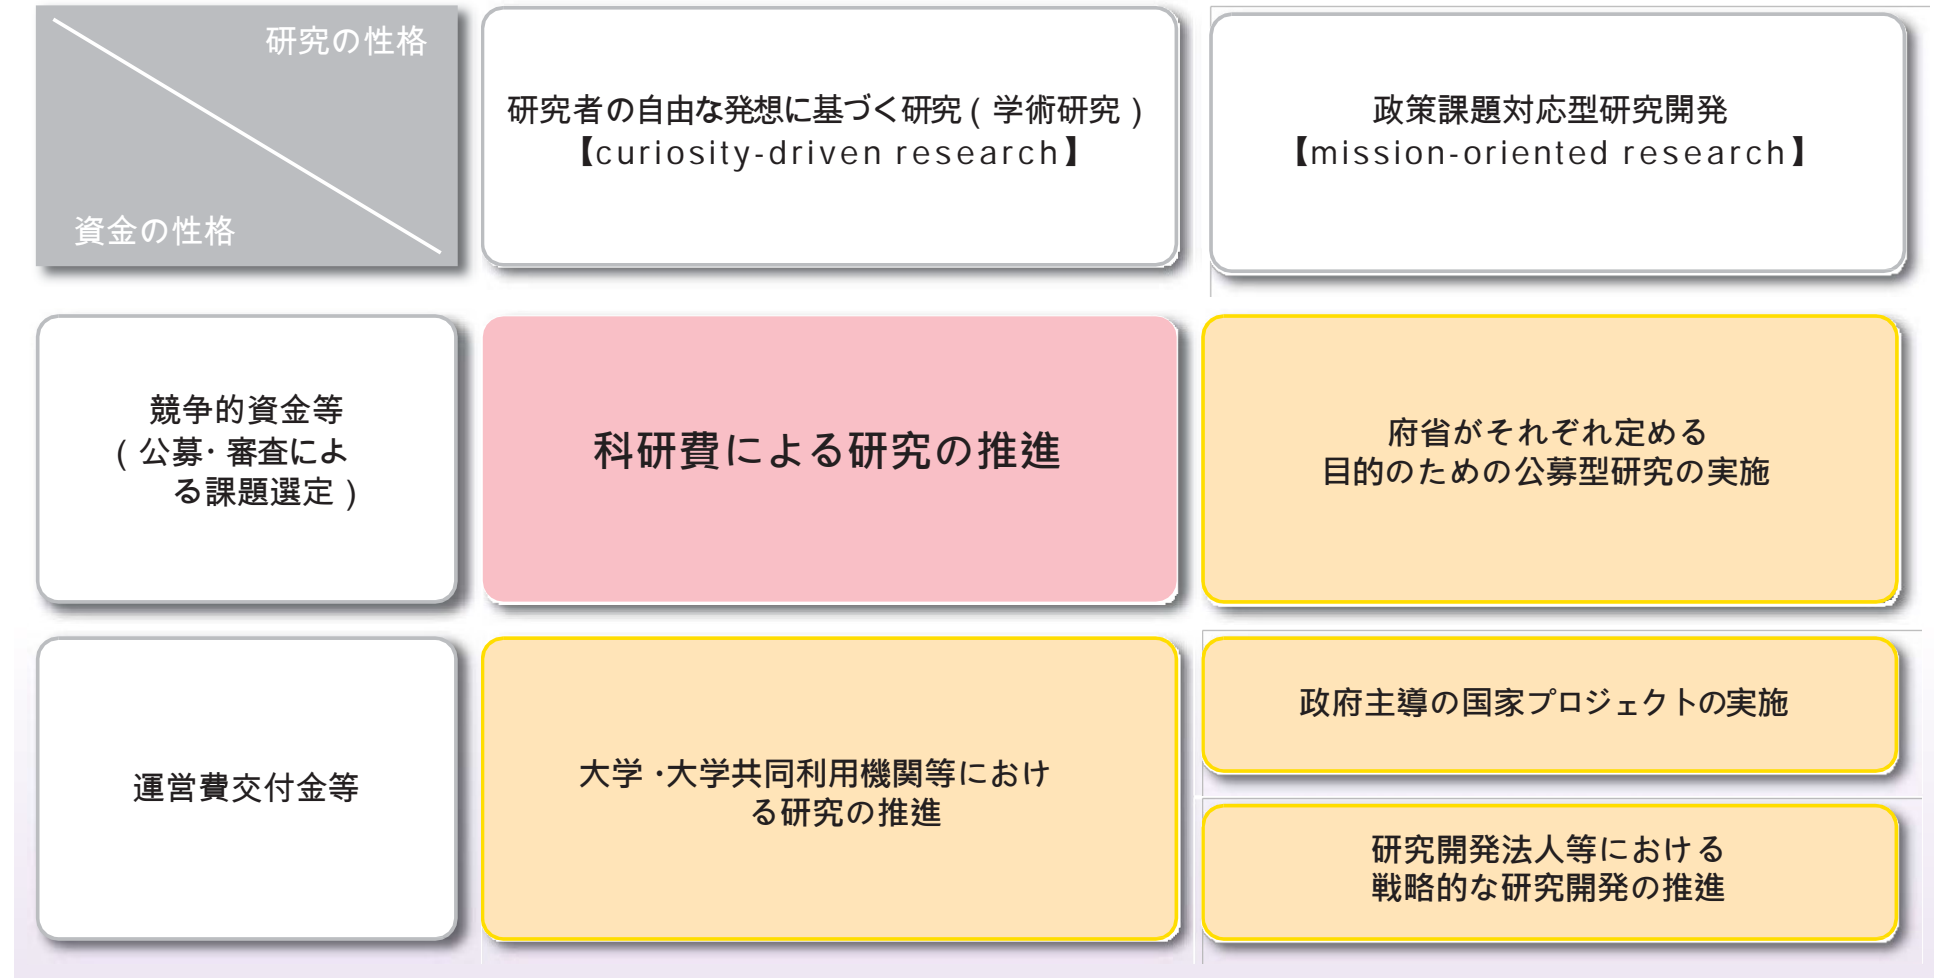 研究の性格
資金の性格
研究者の自由な発想に基づく研究(学術研究)
【curiosity-driven research】
政策課題対応型研究開発
【mission-oriented research】
競争的資金等
(公募・審査によ
る課題選定)
科研費による研究の推進
府省がそれぞれ定める
目的のための公募型研究の実施
運営費交付金等
大学・大学共同利用機関等におけ
る研究の推進
政府主導の国家プロジェクトの実施
研究開発法人等における
戦略的な研究開発の推進